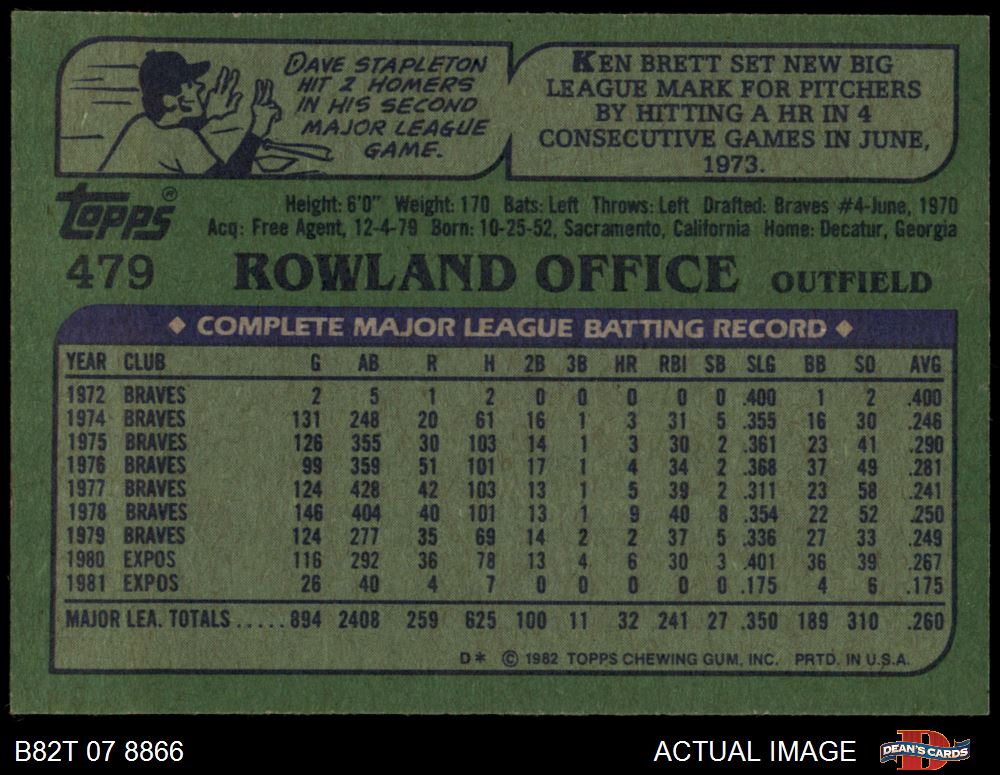 DAVE STAPLETON
HIT 2 HOMERS
IN HIS SECOND
MAJOR LEAGUE
GAME.
KEN BRETT SET NEW BIG
LEAGUE MARK FOR PITCHERS
BY HITTING A HR IN 4
CONSECUTIVE GAMES IN JUNE,
1973.
Topps®
Height: 6'0" Weight: 170 Bats: Left Throws: Left Drafted: Braves #4-June, 1970
Acq: Free Agent, 12-4-79 Born: 10-25-52, Sacramento, California Home: Decatur, Georgia
479 ROWLAND OFFICE OUTFIELD
◆ COMPLETE MAJOR LEAGUE BATTING RECORD ◆
YEAR CLUB G AB R H 2B 3B HR RBI SB SLG BB SO AVG
1972 BRAVES 2 5 1 2 0 0 0 0 0 .400 1 2 .400
1974 BRAVES 131 248 20 61 16 1 3 31 5 .355 16 30 .246
1975 BRAVES 126 355 30 103 14 1 3 30 2 .361 23 41 .290
1976 BRAVES 99 359 51 101 17 1 4 34 2 .368 37 49 .281
1977 BRAVES 124 428 42 103 13 1 5 39 2 .311 23 58 .241
1978 BRAVES 146 404 40 101 13 1 9 40 8 .354 22 52 .250
1979 BRAVES 124 277 35 69 14 2 2 37 5 .336 27 33 .249
1980 EXPOS 116 292 36 78 13 4 6 30 3 .401 36 39 .267
1981 EXPOS 26 40 4 7 0 0 0 0 0 .175 4 6 .175
MAJOR LEA. TOTALS.....894 2408 259 625 100 11 32 241 27 .350 189 310 .260
D* © 1982 TOPPS CHEWING GUM, INC. PRTD. IN U.S.A.
B82T 07 8866 ACTUAL IMAGE DEAN'S CARDS